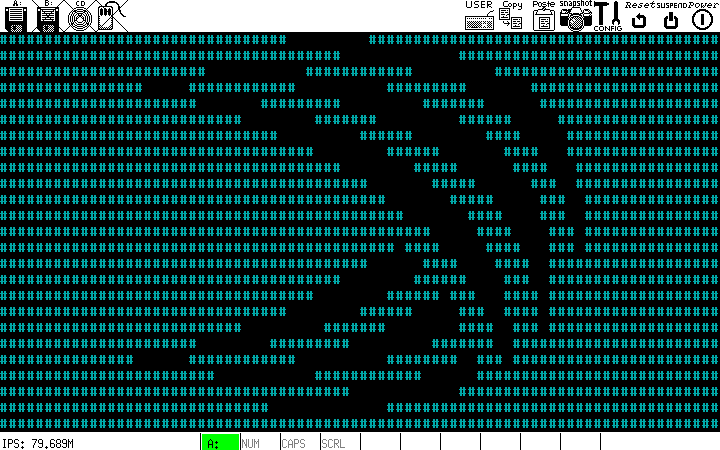 A: B: CD USER Copy Paste snapshot CONFIG Reset SUSPEND Power
IPS: 79.689M A: NUM CAPS SCRL